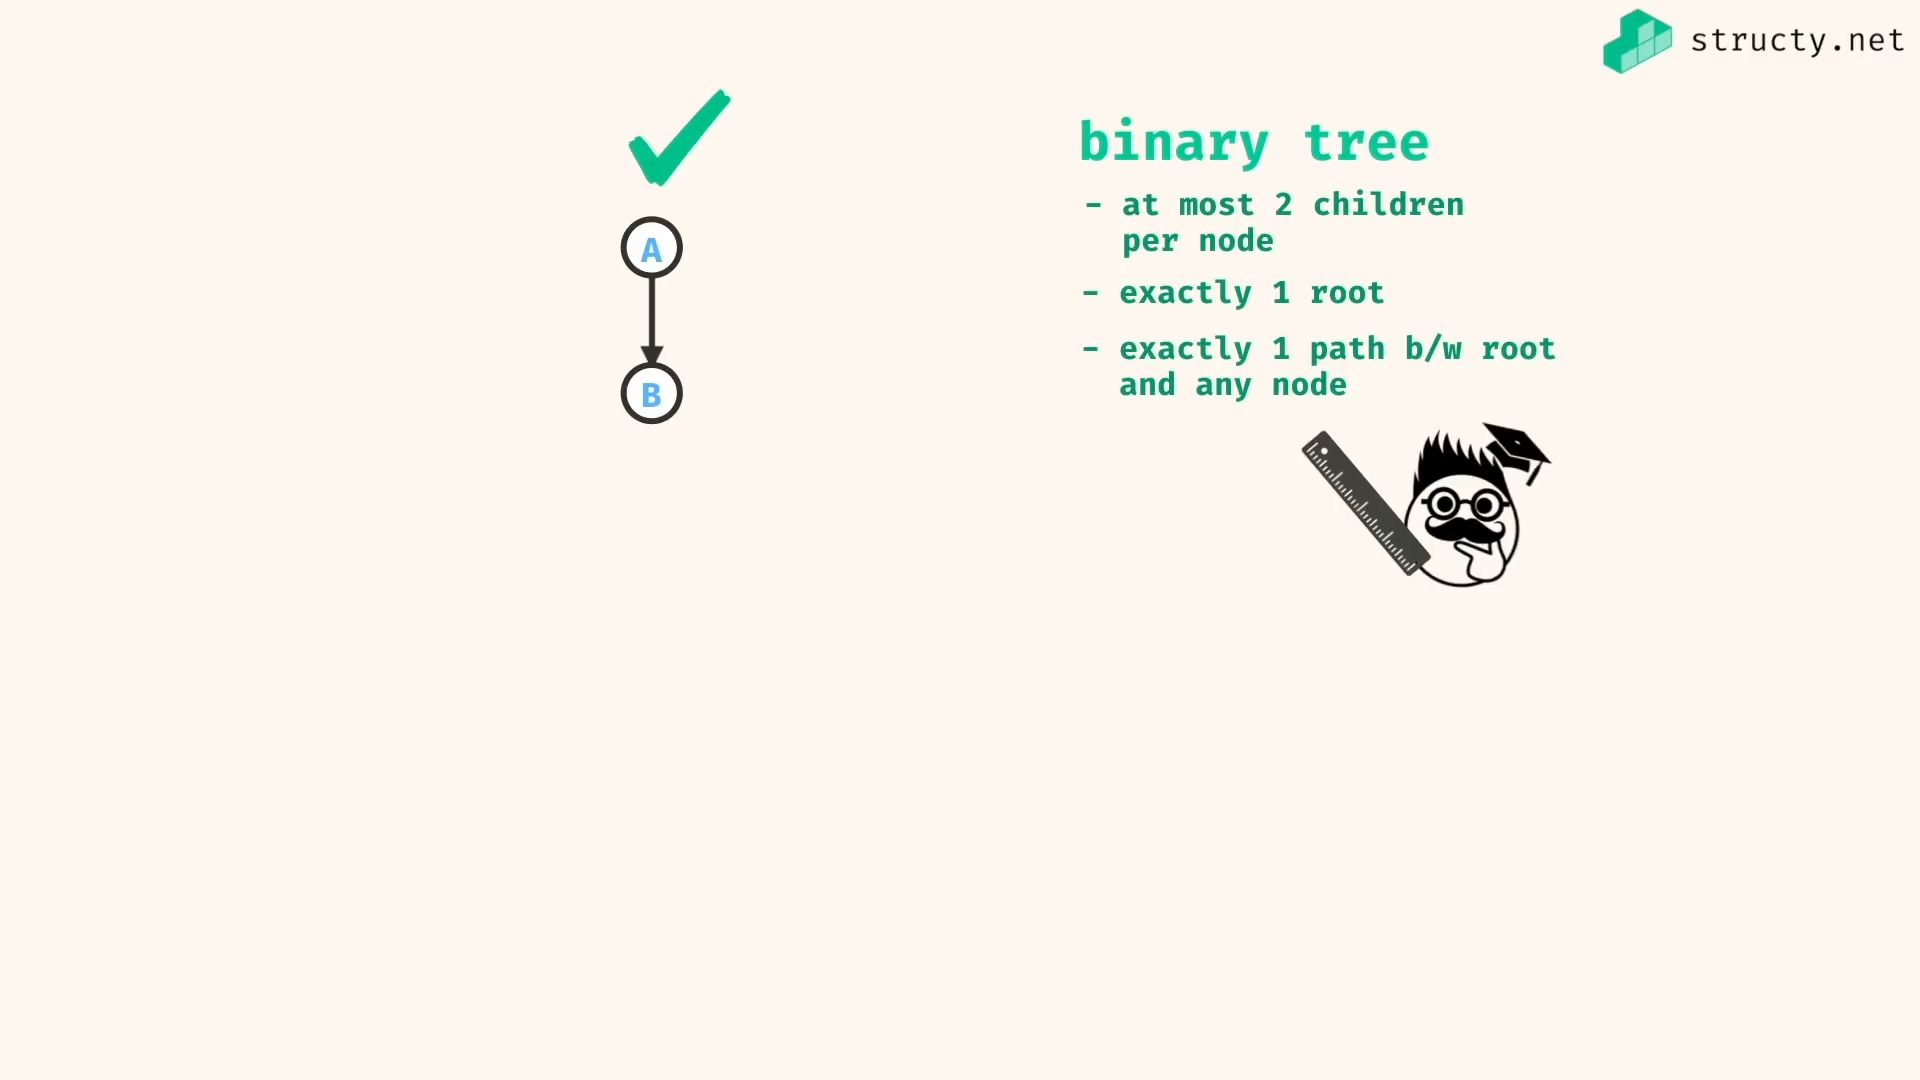 structy.net
binary tree
- at most 2 children
per node
- exactly 1 root
- exactly 1 path b/w root
and any node
A
B